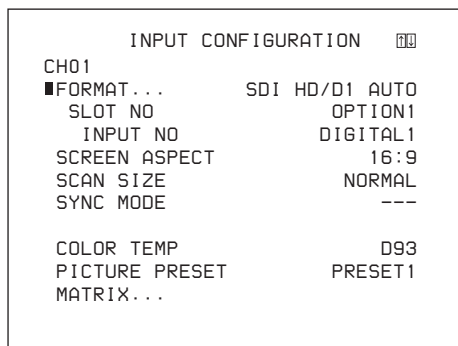 INPUT CONFIGURATION ↑↓
CH01
■FORMAT... SDI HD/D1 AUTO
SLOT NO OPTION1
INPUT NO DIGITAL1
SCREEN ASPECT 16:9
SCAN SIZE NORMAL
SYNC MODE ---
COLOR TEMP D93
PICTURE PRESET PRESET1
MATRIX...